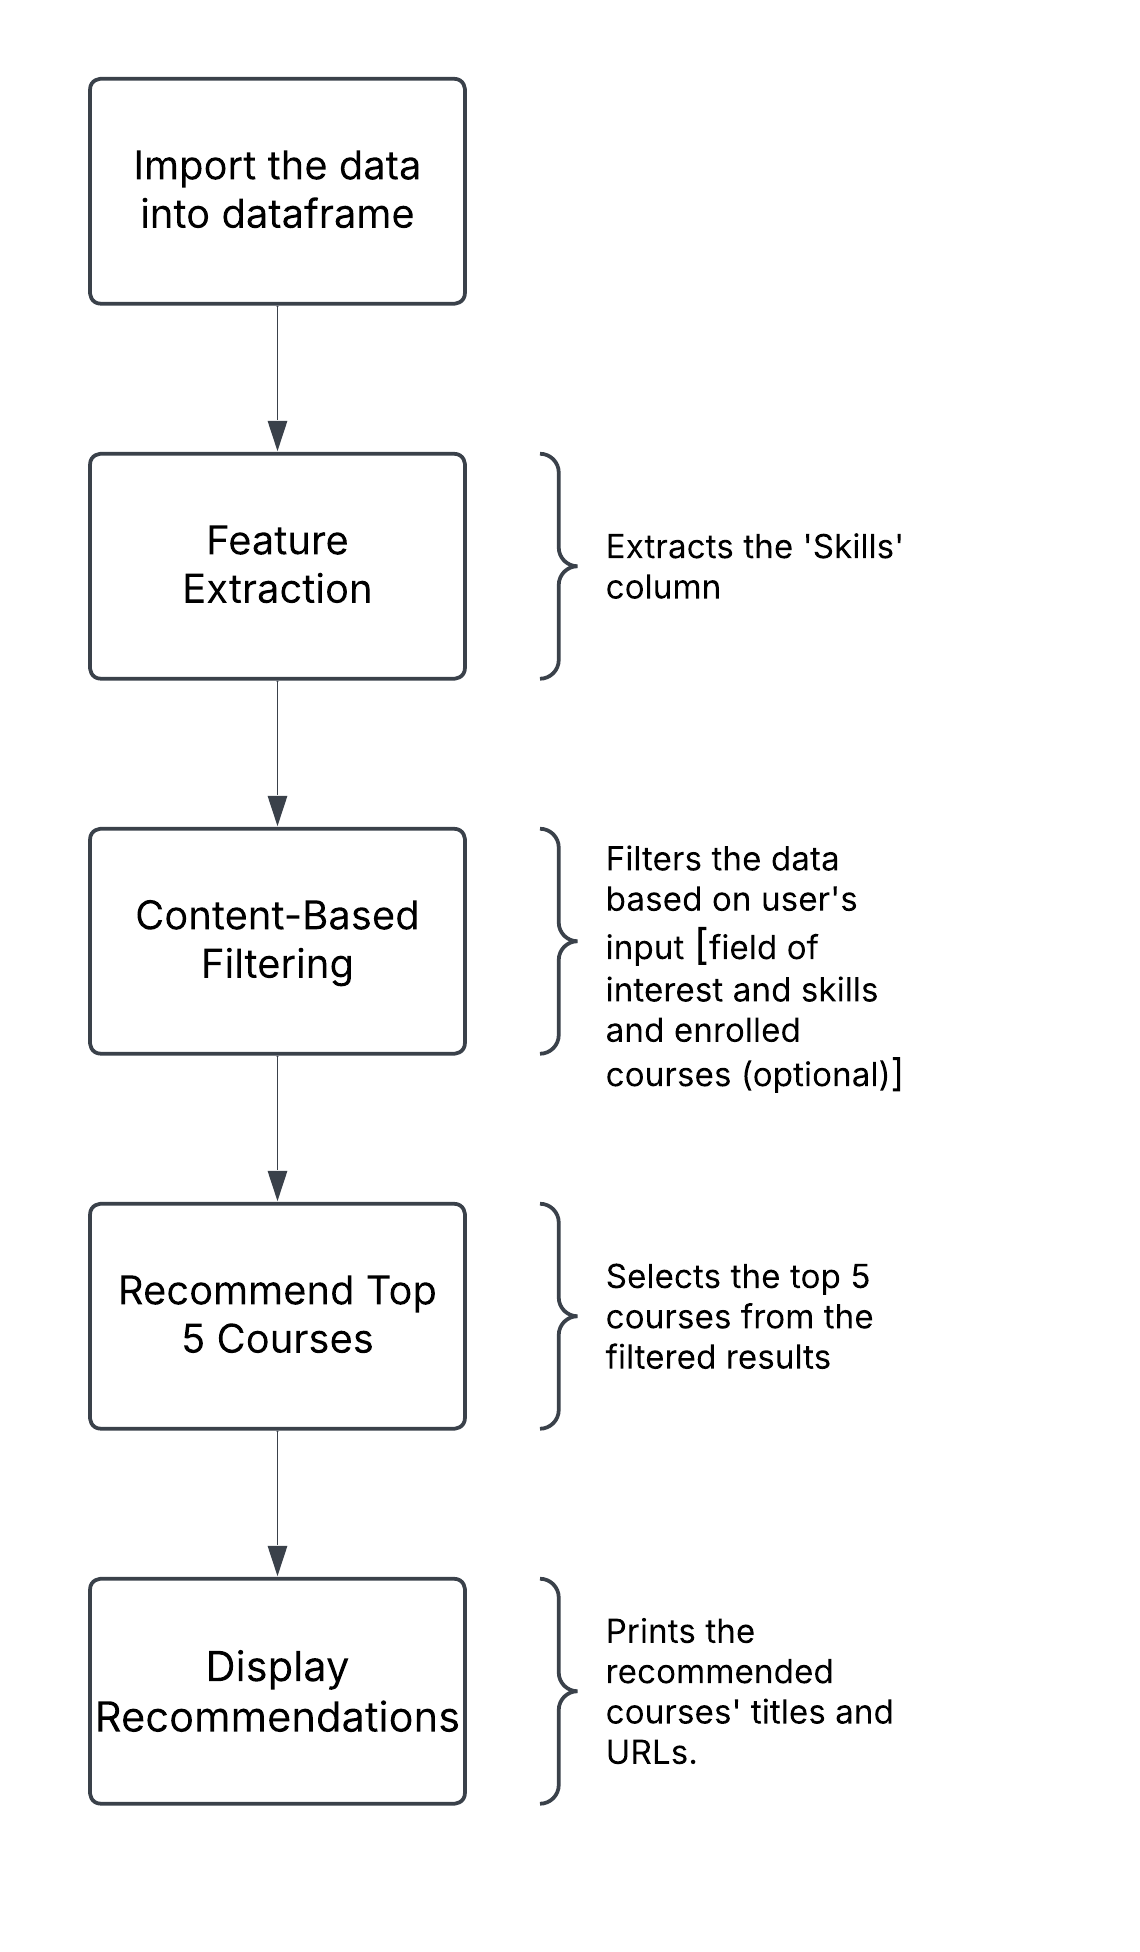 Import the data
into dataframe
Feature
Extraction
Extracts the 'Skills'
column
Content-Based
Filtering
Filters the data
based on user's
input [field of
interest and skills
and enrolled
courses (optional)]
Recommend Top
5 Courses
Selects the top 5
courses from the
filtered results
Display
Recommendations
Prints the
recommended
courses' titles and
URLs.